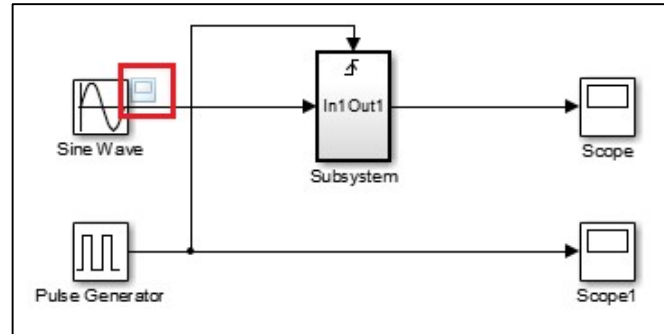 In1 Out1
Sine Wave
Subsystem
Scope
Pulse Generator
Scope1